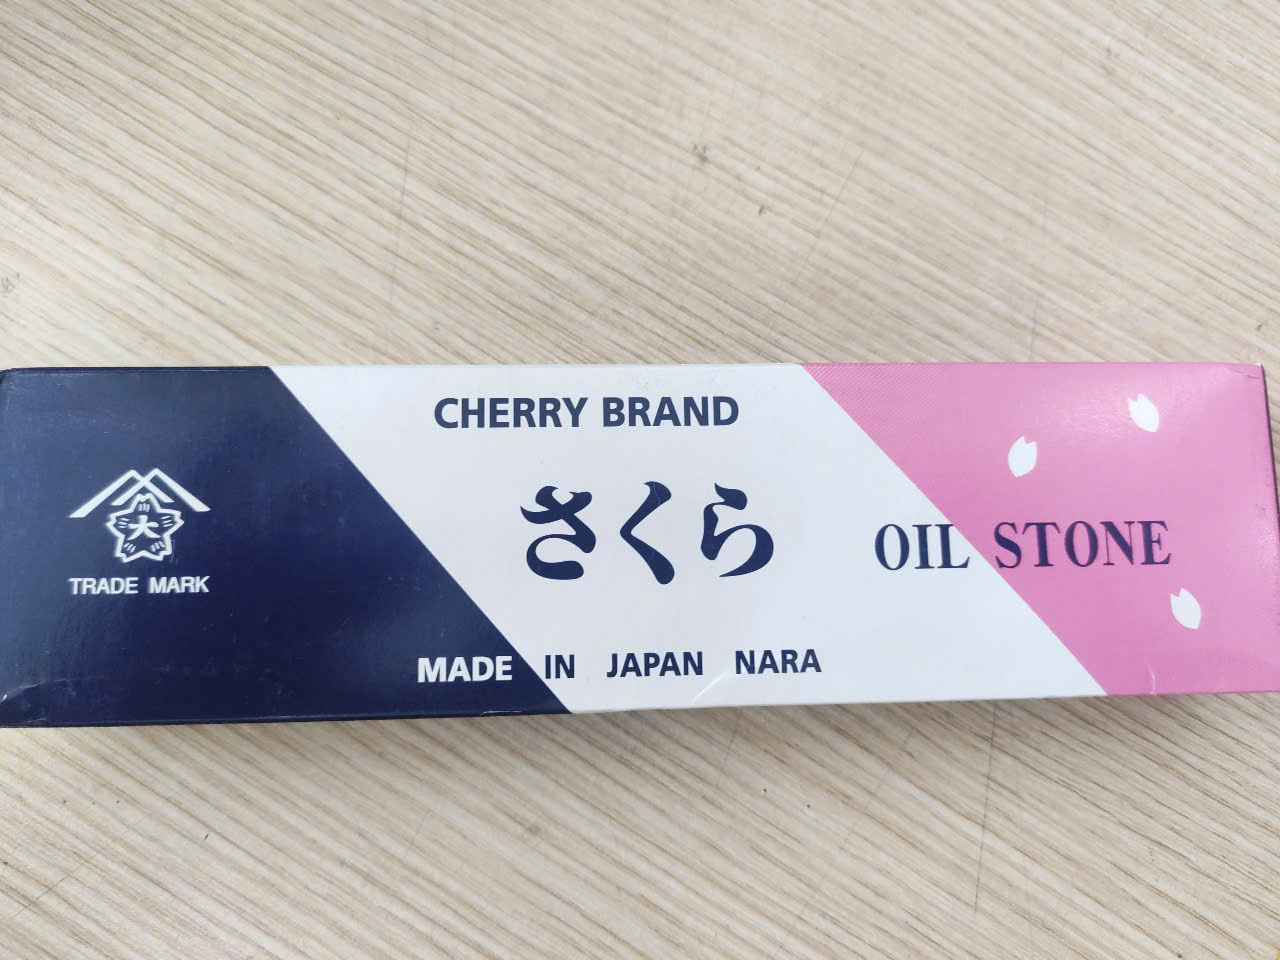 CHERRY BRAND
さくら
OIL STONE
大
TRADE MARK
MADE IN JAPAN NARA